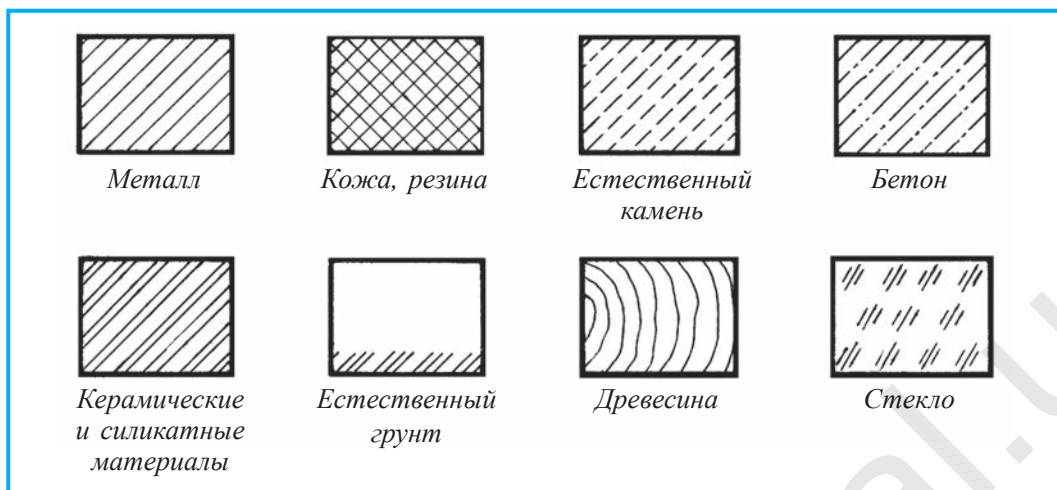 Металл
Кожа, резина
Естественный
камень
Бетон
Керамические
и силикатные
материалы
Естественный
грунт
Древесина
Стекло